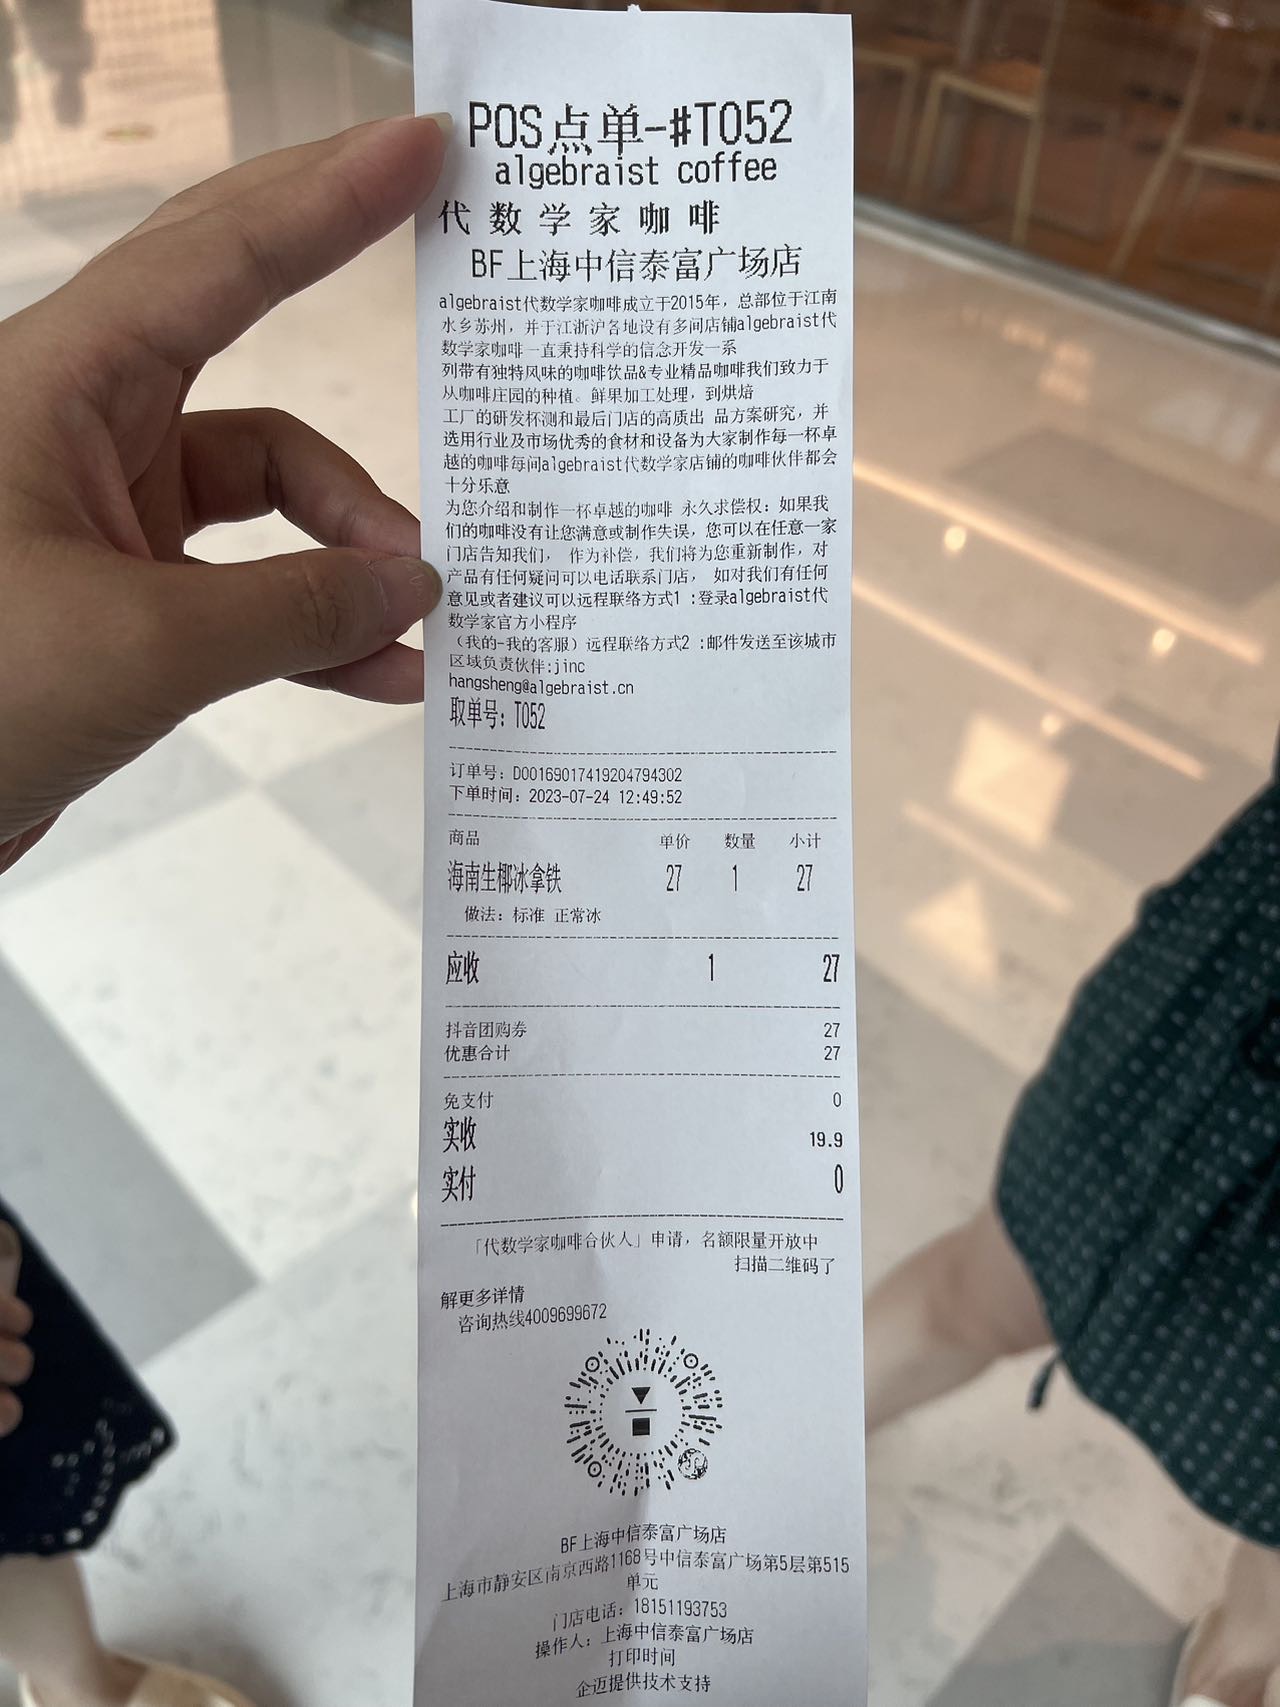 POS点单-#T052
algebraist coffee
代数学家咖啡
BF上海中信泰富广场店
algebraist代数学家咖啡成立于2015年，总部位于江南
水乡苏州，并于江浙沪各地设有多间店铺algebraist代
数学家咖啡一直秉持科学的信念开发一系
列带有独特风味的咖啡饮品&专业精品咖啡我们致力于
从咖啡庄园的种植。鲜果加工处理，到烘焙
工厂的研发杯测和最后门店的高质出 品方案研究，并
选用行业及市场优秀的食材和设备为大家制作每一杯卓
越的咖啡每间algebraist代数学家店铺的咖啡伙伴都会
十分乐意
为您介绍和制作一杯卓越的咖啡 永久求偿权：如果我
们的咖啡没有让您满意或制作失误，您可以在任意一家
门店告知我们， 作为补偿，我们将为您重新制作，对
产品有任何疑问可以电话联系门店， 如对我们有任何
意见或者建议可以远程联络方式1 :登录algebraist代
数学家官方小程序
（我的-我的客服）远程联络方式2 :邮件发送至该城市
区域负责伙伴:jinc
hangsheng@algebraist.cn
取单号：T052
订单号：D00169017419204794302
下单时间：2023-07-24 12:49:52
商品 单价 数量 小计
海南生椰冰拿铁 27 1 27
做法：标准 正常冰
应收 1 27
抖音团购券 27
优惠合计 27
免支付 0
实收 19.9
实付 0
「代数学家咖啡合伙人」申请，名额限量开放中
扫描二维码了
解更多详情
咨询热线4009699672
BF上海中信泰富广场店
上海市静安区南京西路1168号中信泰富广场第5层第515
单元
门店电话：18151193753
操作人：上海中信泰富广场店
打印时间
企迈提供技术支持